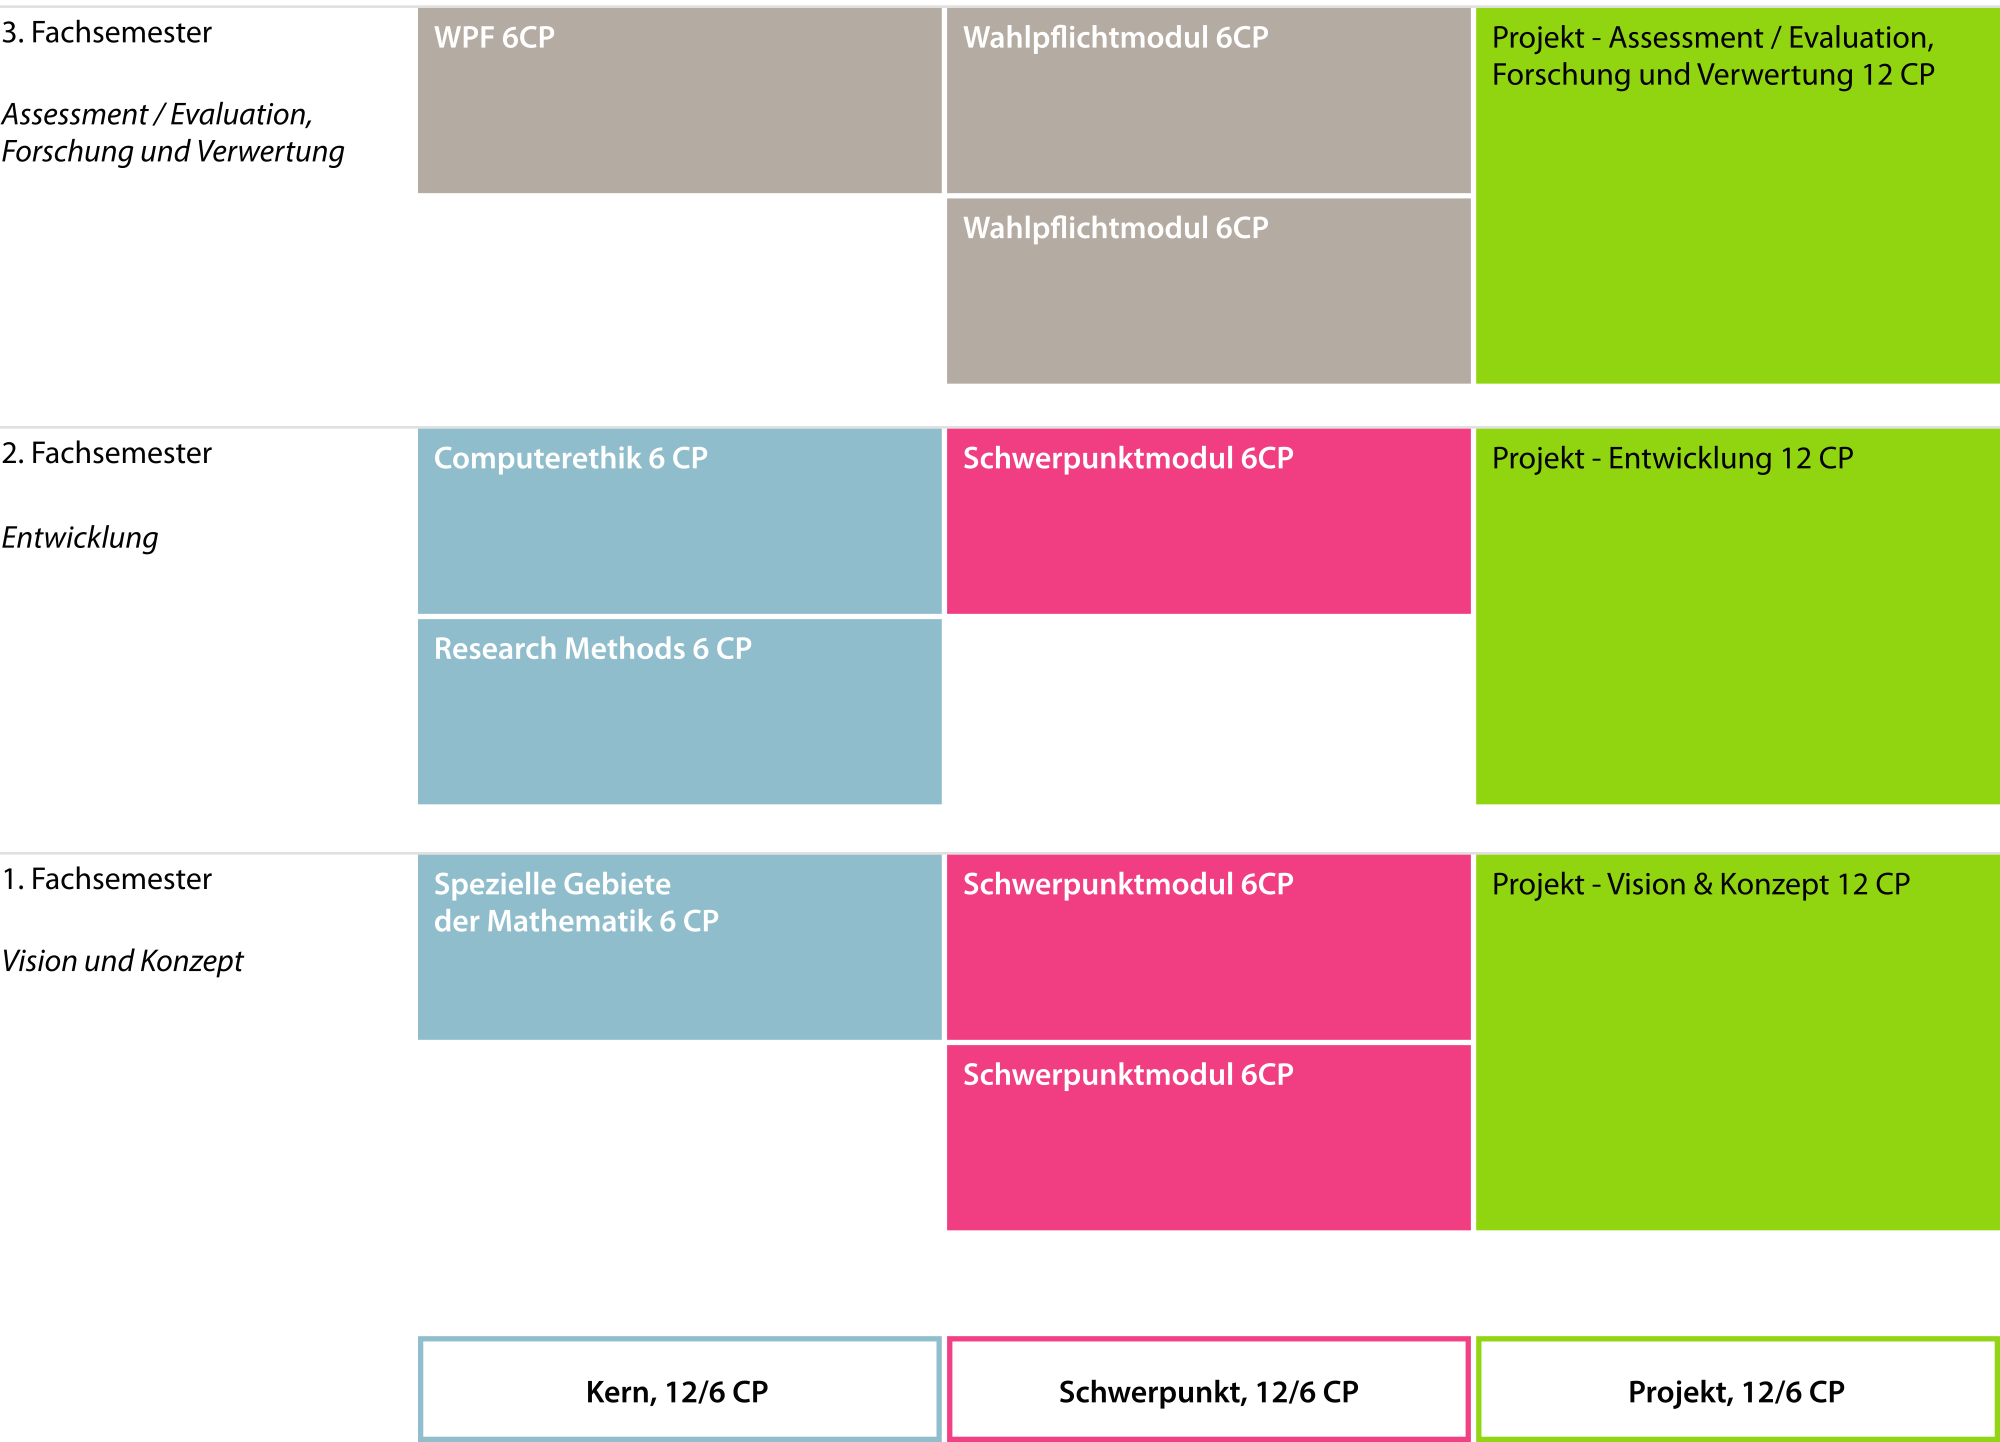 3. Fachsemester
Assessment / Evaluation,
Forschung und Verwertung
WPF 6CP
Wahlpflichtmodul 6CP
Projekt - Assessment / Evaluation,
Forschung und Verwertung 12 CP
Wahlpflichtmodul 6CP
2. Fachsemester
Entwicklung
Computerethik 6 CP
Schwerpunktmodul 6CP
Projekt - Entwicklung 12 CP
Research Methods 6 CP
1. Fachsemester
Vision und Konzept
Spezielle Gebiete
der Mathematik 6 CP
Schwerpunktmodul 6CP
Projekt - Vision & Konzept 12 CP
Schwerpunktmodul 6CP
Kern, 12/6 CP
Schwerpunkt, 12/6 CP
Projekt, 12/6 CP